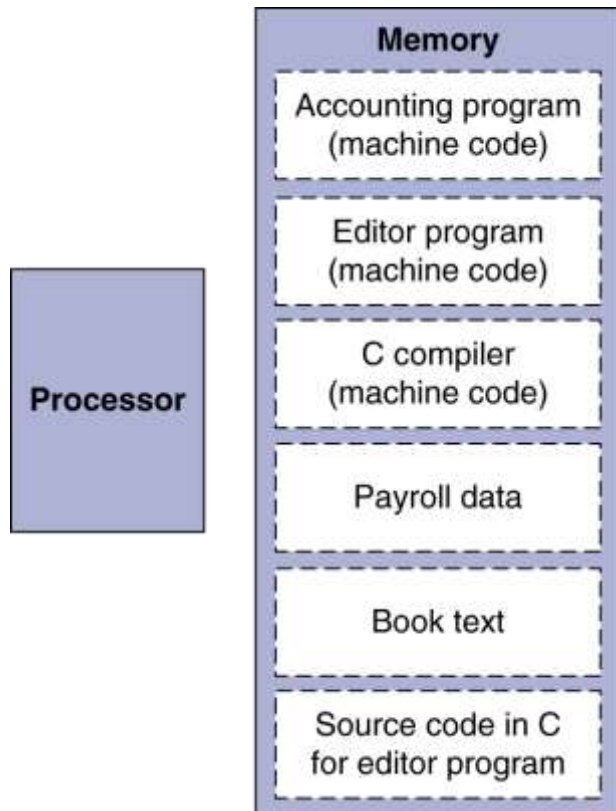 Memory
Accounting program
(machine code)
Editor program
(machine code)
C compiler
(machine code)
Processor
Payroll data
Book text
Source code in C
for editor program